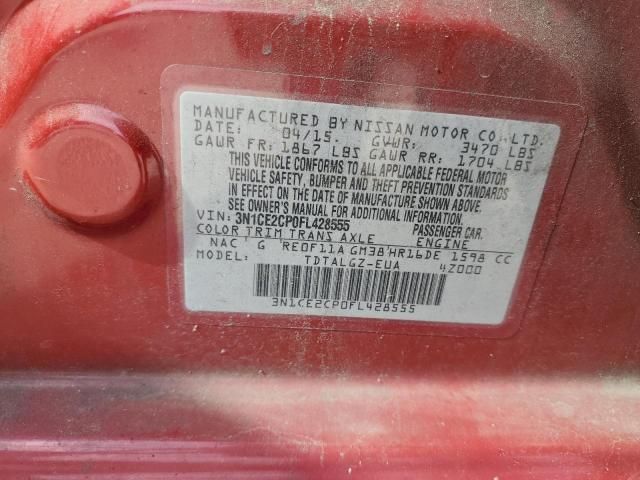 MANUFACTURED BY NISSAN MOTOR CO.,LTD.
DATE: 04/15. GVWR: 3470 LBS
GAWR FR: 1867 LBS GAWR RR: 1704 LBS
THIS VEHICLE CONFORMS TO ALL APPLICABLE FEDERAL MOTOR
VEHICLE SAFETY, BUMPER AND THEFT PREVENTION STANDARDS
IN EFFECT ON THE DATE OF MANUFACTURE SHOWN ABOVE.
SEE OWNER'S MANUAL FOR ADDITIONAL INFORMATION.
VIN: 3N1CE2CP0FL428555 PASSENGER CAR.
COLOR TRIM TRANS AXLE ENGINE
NAC G RE0F11A GM38 HR16DE 1598 CC
MODEL: TDTALGZ-EUA 4Z000
3N1CE2CP0FL428555